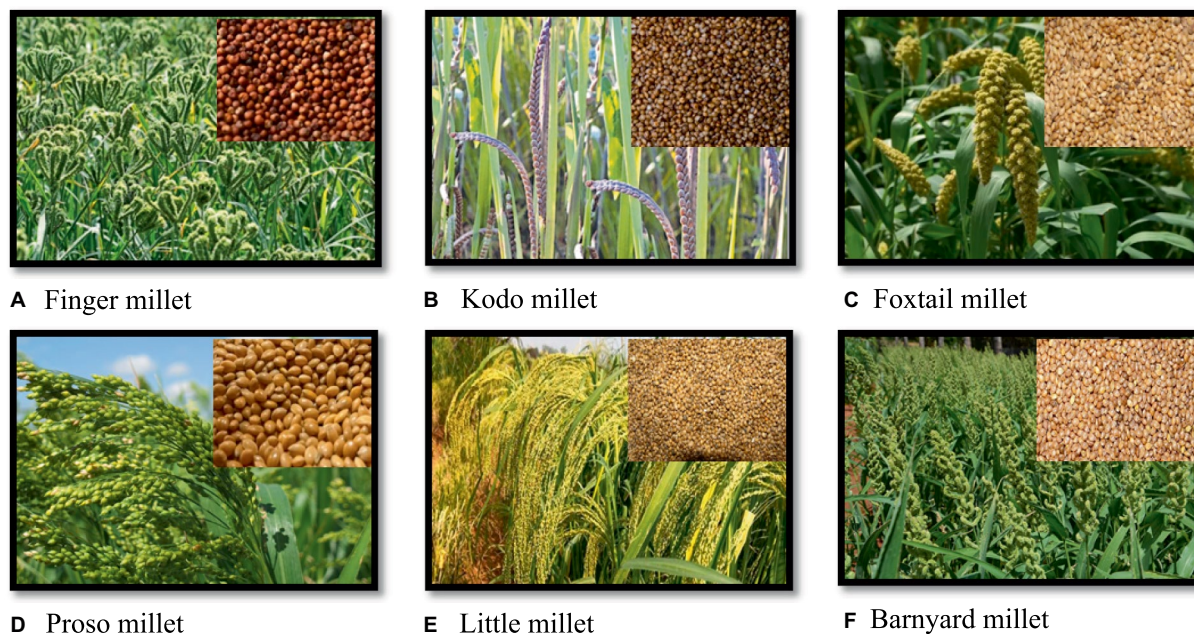 A Finger millet
B Kodo millet
C Foxtail millet
D Proso millet
E Little millet
F Barnyard millet